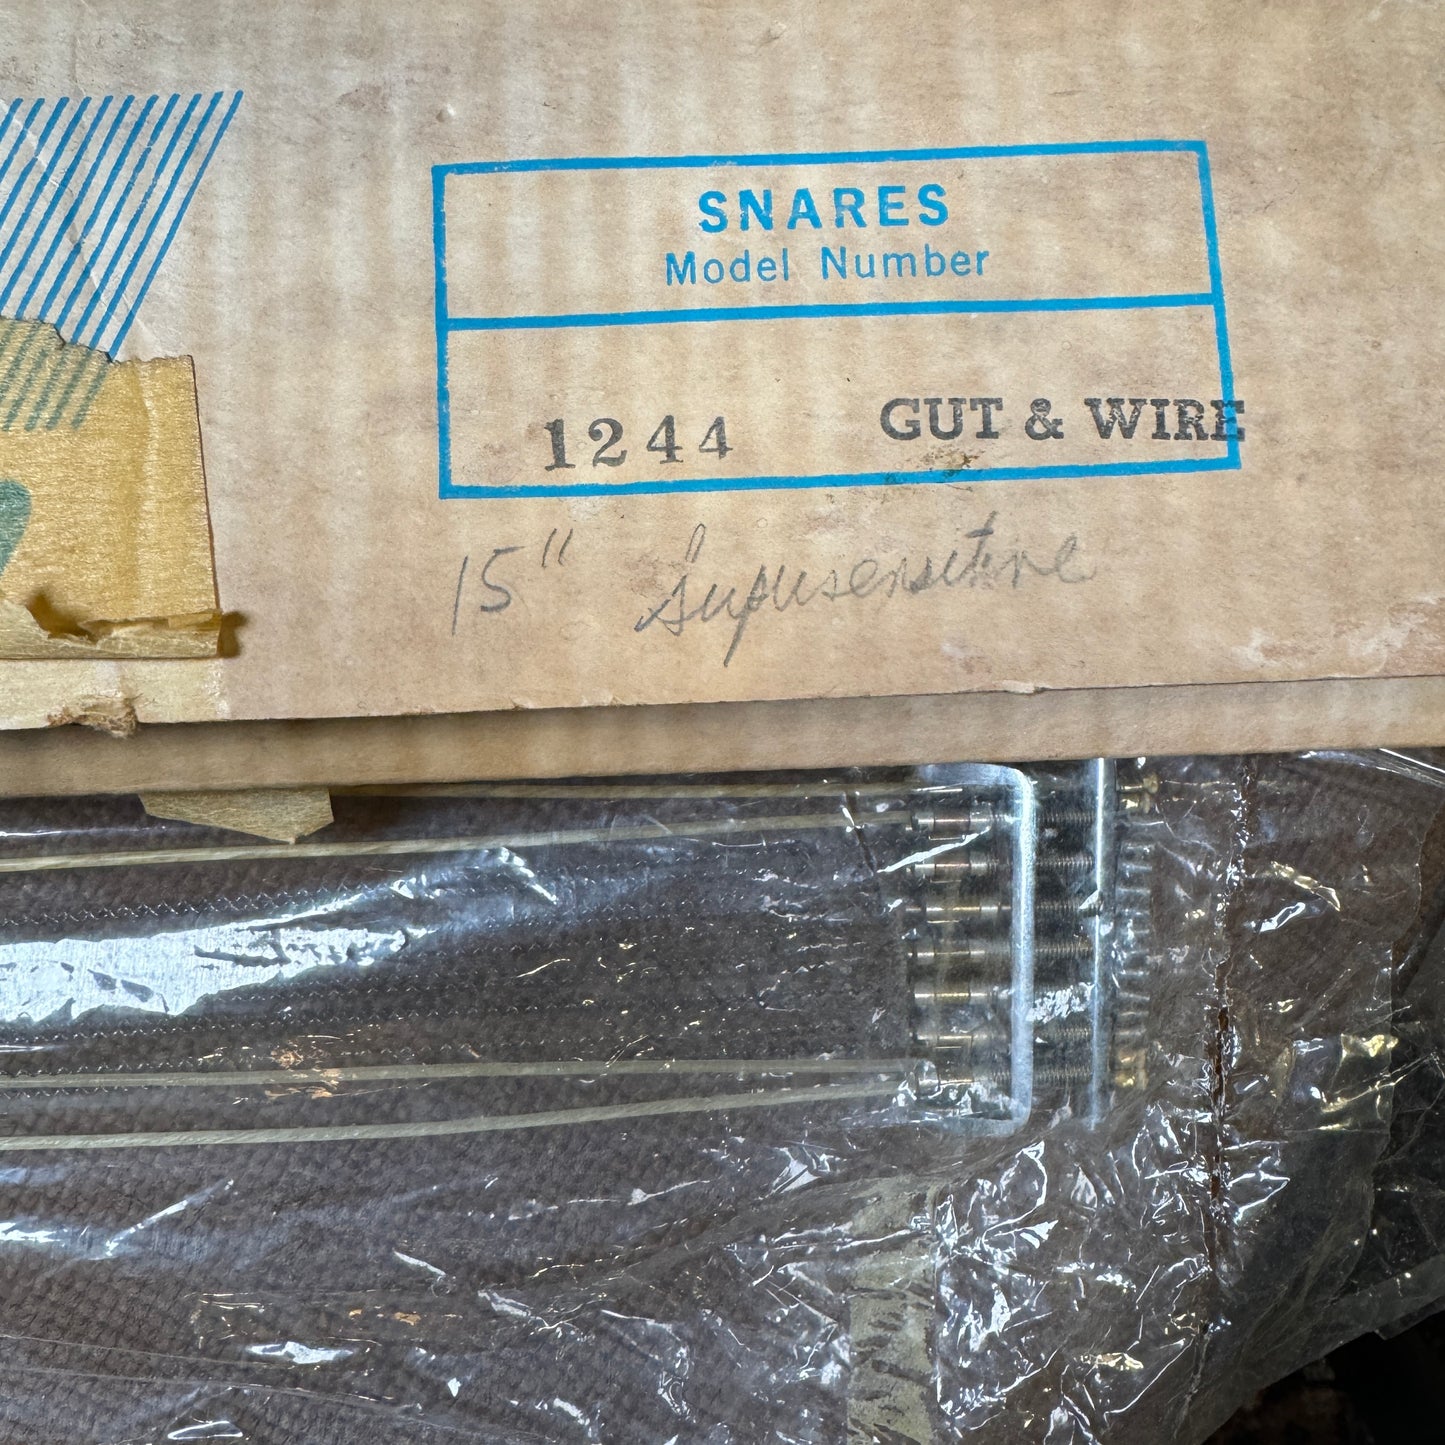 SNARES
Model Number
1244 GUT & WIRE
15" Supersensitive